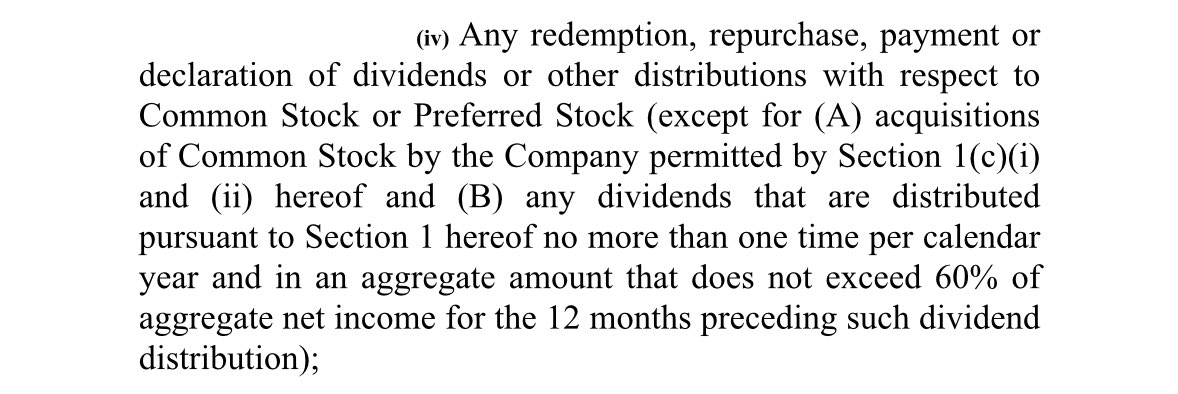 (iv) Any redemption, repurchase, payment or
declaration of dividends or other distributions with respect to
Common Stock or Preferred Stock (except for (A) acquisitions
of Common Stock by the Company permitted by Section 1(c)(i)
and (ii) hereof and (B) any dividends that are distributed
pursuant to Section 1 hereof no more than one time per calendar
year and in an aggregate amount that does not exceed 60% of
aggregate net income for the 12 months preceding such dividend
distribution);